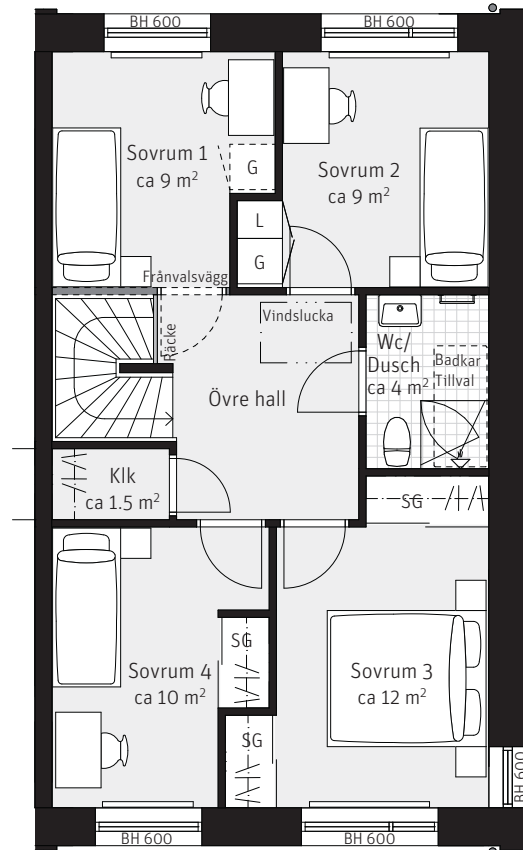 BH 600
BH 600
Sovrum 1
ca 9 m²
G
Sovrum 2
ca 9 m²
L
G
Frånvalsvägg
Räcke
Vindslucka
Wc/
Dusch
ca 4 m²
Badkar
Tillval
Övre hall
Klk
ca 1.5 m²
SG
SG
Sovrum 4
ca 10 m²
Sovrum 3
ca 12 m²
SG
BH 600
BH 600
BH 600